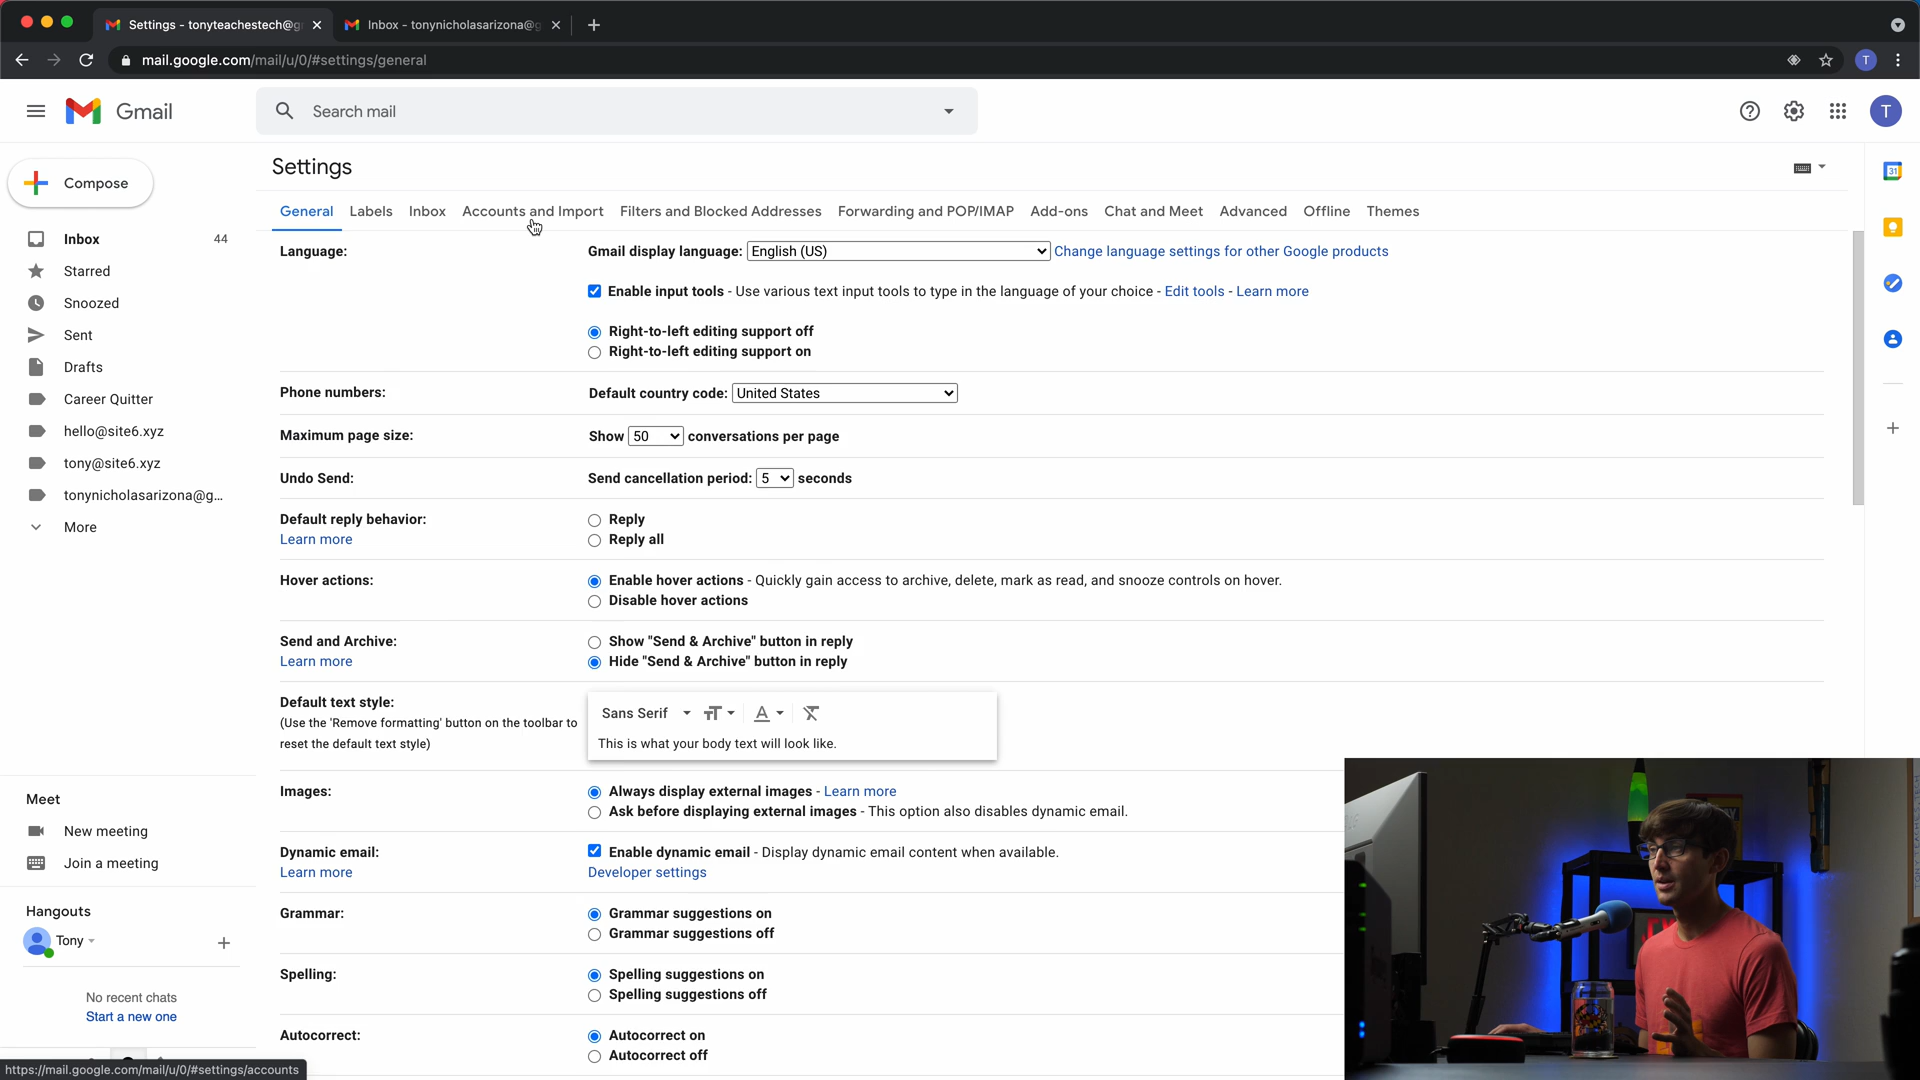 Settings - tonyteachestech@g
Inbox - tonynicholasarizona@g
mail.google.com/mail/u/0/#settings/general
T
Gmail
Search mail
T
Compose
Inbox 44
Starred
Snoozed
Sent
Drafts
Career Quitter
hello@site6.xyz
tony@site6.xyz
tonynicholasarizona@g...
More
Meet
New meeting
Join a meeting
Hangouts
Tony
No recent chats
Start a new one
https://mail.google.com/mail/u/0/#settings/accounts
Settings
General Labels Inbox Accounts and Import Filters and Blocked Addresses Forwarding and POP/IMAP Add-ons Chat and Meet Advanced Offline Themes
Language:
Gmail display language: English (US) Change language settings for other Google products
Enable input tools - Use various text input tools to type in the language of your choice - Edit tools - Learn more
Right-to-left editing support off
Right-to-left editing support on
Phone numbers:
Default country code: United States
Maximum page size:
Show 50 conversations per page
Undo Send:
Send cancellation period: 5 seconds
Default reply behavior:
Learn more
Reply
Reply all
Hover actions:
Enable hover actions - Quickly gain access to archive, delete, mark as read, and snooze controls on hover.
Disable hover actions
Send and Archive:
Learn more
Show "Send & Archive" button in reply
Hide "Send & Archive" button in reply
Default text style:
(Use the 'Remove formatting' button on the toolbar to
reset the default text style)
Sans Serif
This is what your body text will look like.
Images:
Always display external images - Learn more
Ask before displaying external images - This option also disables dynamic email.
Dynamic email:
Learn more
Enable dynamic email - Display dynamic email content when available.
Developer settings
Grammar:
Grammar suggestions on
Grammar suggestions off
Spelling:
Spelling suggestions on
Spelling suggestions off
Autocorrect:
Autocorrect on
Autocorrect off
31